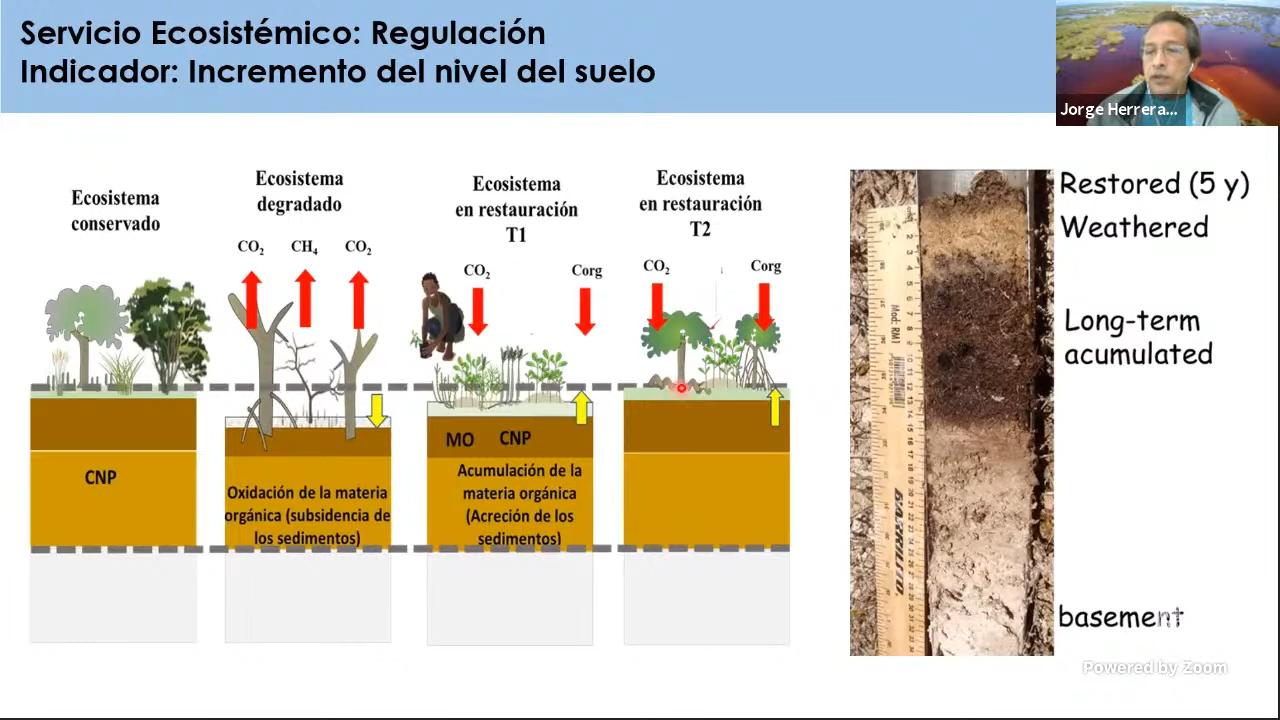 Servicio Ecosistémico: Regulación
Indicador: Incremento del nivel del suelo
Jorge Herrera...
Ecosistema
conservado
Ecosistema
degradado
Ecosistema
en restauración
T1
Ecosistema
en restauración
T2
CO2
CH4
CO2
CO2
Corg
CO2
Corg
CNP
Oxidación de la materia
orgánica (subsidencia de
los sedimentos)
MO CNP
Acumulación de la
materia orgánica
(Acreción de los
sedimentos)
Restored (5 y)
Weathered
Long-term
acumulated
basement
Mod: RM1
Powered by Zoom